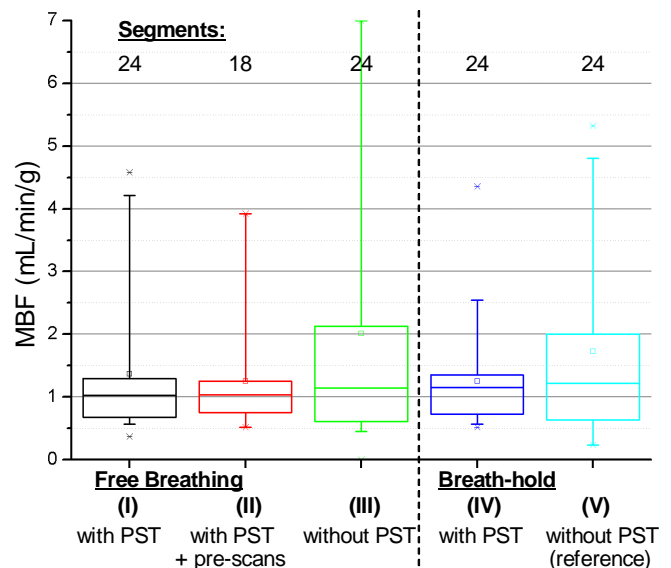 Segments:
24 18 24 24 24
7
6
5
4
3
2
1
0
MBF (mL/min/g)
Free Breathing Breath-hold
(I) (II) (III) (IV) (V)
with PST with PST without PST with PST without PST
+ pre-scans (reference)